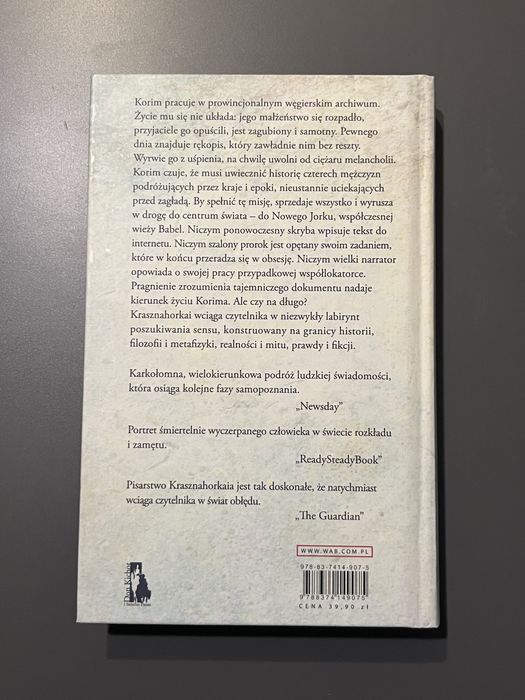 Korim pracuje w prowincjonalnym węgierskim archiwum.
Życie mu się nie układa: jego małżeństwo się rozpadło,
przyjaciele go opuścili, jest zagubiony i samotny. Pewnego
dnia znajduje rękopis, który zawładnie nim bez reszty.
Wyrwie go z uśpienia, na chwilę uwolni od ciężaru melancholii.
Korim czuje, że musi uwiecznić historię czterech mężczyzn
podróżujących przez kraje i epoki, nieustannie uciekających
przed zagładą. By spełnić tę misję, sprzedaje wszystko i wyrusza
w drogę do centrum świata – do Nowego Jorku, współczesnej
wieży Babel. Niczym ponowoczesny skryba wpisuje tekst do
internetu. Niczym szalony prorok jest opętany swoim zadaniem,
które w końcu przeradza się w obsesję. Niczym wielki narrator
opowiada o swojej pracy przypadkowej współlokatorce.
Pragnienie zrozumienia tajemniczego dokumentu nadaje
kierunek życiu Korima. Ale czy na długo?
Krasznahorkai wciąga czytelnika w niezwykły labirynt
poszukiwania sensu, konstruowany na granicy historii,
filozofii i metafizyki, realności i mitu, prawdy i fikcji.
Karkołomna, wielokierunkowa podróż ludzkiej świadomości,
która osiąga kolejne fazy samopoznania.
„Newsday”
Portret śmiertelnie wyczerpanego człowieka w świecie rozkładu
i zamętu.
„ReadySteadyBook”
Pisarstwo Krasznahorkaia jest tak doskonałe, że natychmiast
wciąga czytelnika w świat obłędu.
„The Guardian”
WWW.WAB.COM.PL
978-83-7414-907-5
9 788374 149075
CENA 39,90 zł
Don Kichot